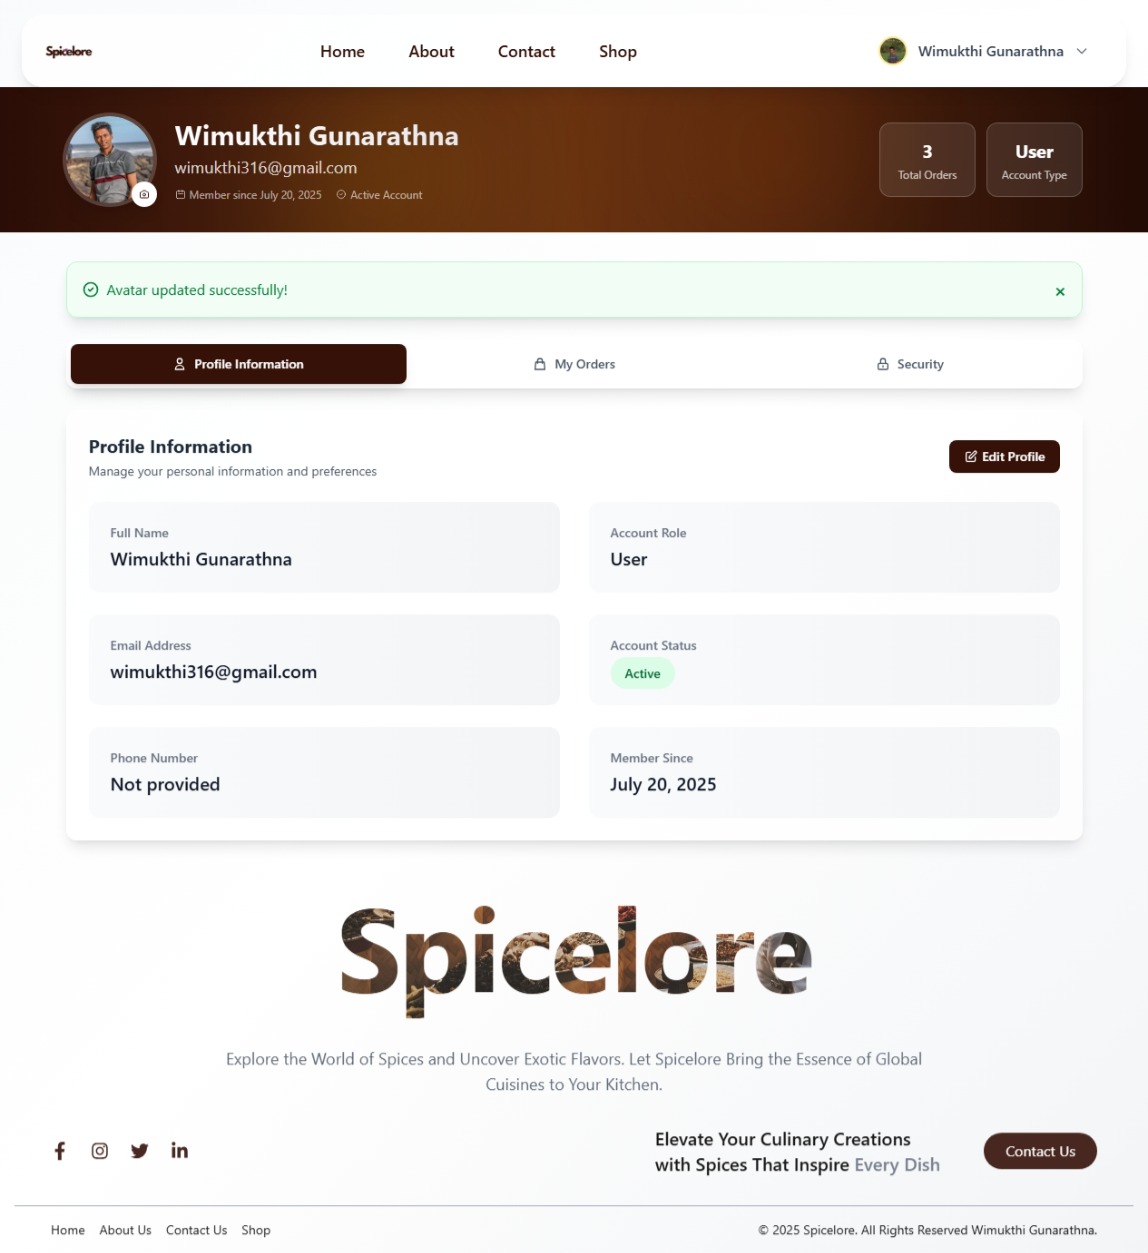 Spicelore
Home About Contact Shop
Wimukthi Gunarathna
Wimukthi Gunarathna
wimukthi316@gmail.com
Member since July 20, 2025 Active Account
3
Total Orders
User
Account Type
Avatar updated successfully!
×
Profile Information
My Orders
Security
Profile Information
Manage your personal information and preferences
Edit Profile
Full Name
Wimukthi Gunarathna
Account Role
User
Email Address
wimukthi316@gmail.com
Account Status
Active
Phone Number
Not provided
Member Since
July 20, 2025
Spicelore
Explore the World of Spices and Uncover Exotic Flavors. Let Spicelore Bring the Essence of Global
Cuisines to Your Kitchen.
Elevate Your Culinary Creations
with Spices That Inspire Every Dish
Contact Us
Home About Us Contact Us Shop
© 2025 Spicelore. All Rights Reserved Wimukthi Gunarathna.